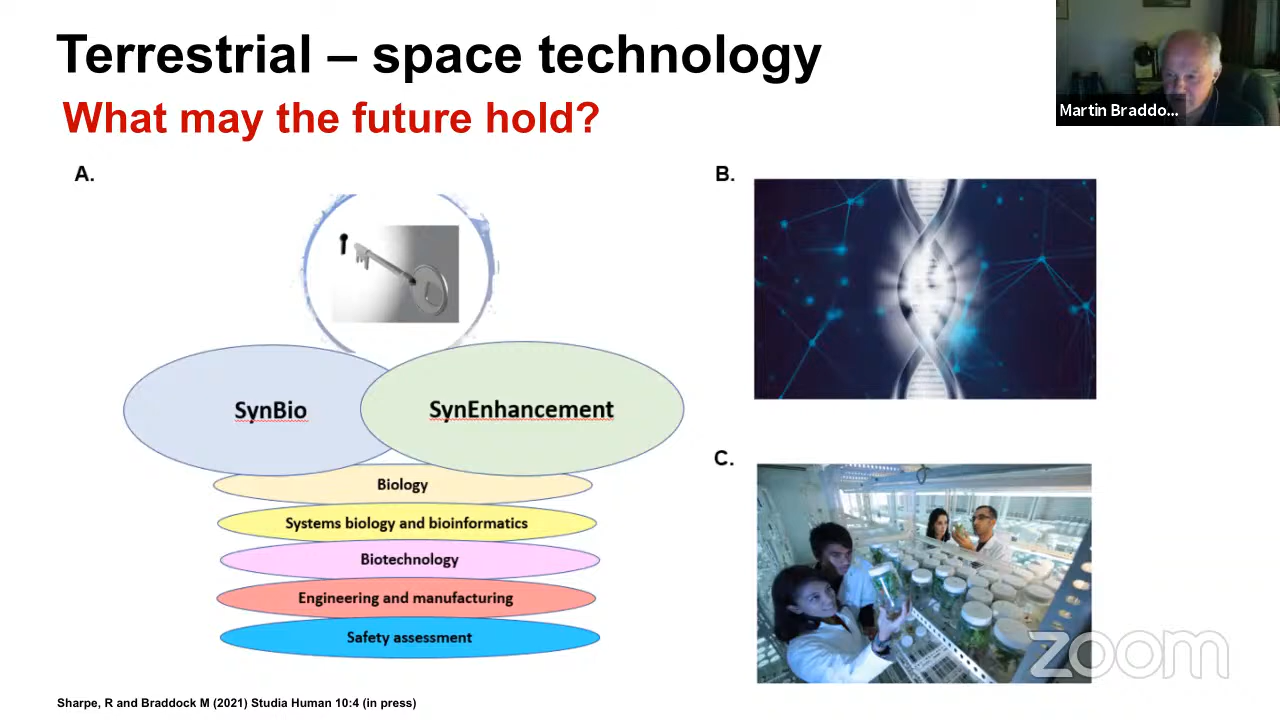 Terrestrial – space technology
What may the future hold?
Martin Braddo...
A.
B.
SynBio
SynEnhancement
Biology
Systems biology and bioinformatics
Biotechnology
Engineering and manufacturing
Safety assessment
C.
zoom
Sharpe, R and Braddock M (2021) Studia Human 10:4 (in press)